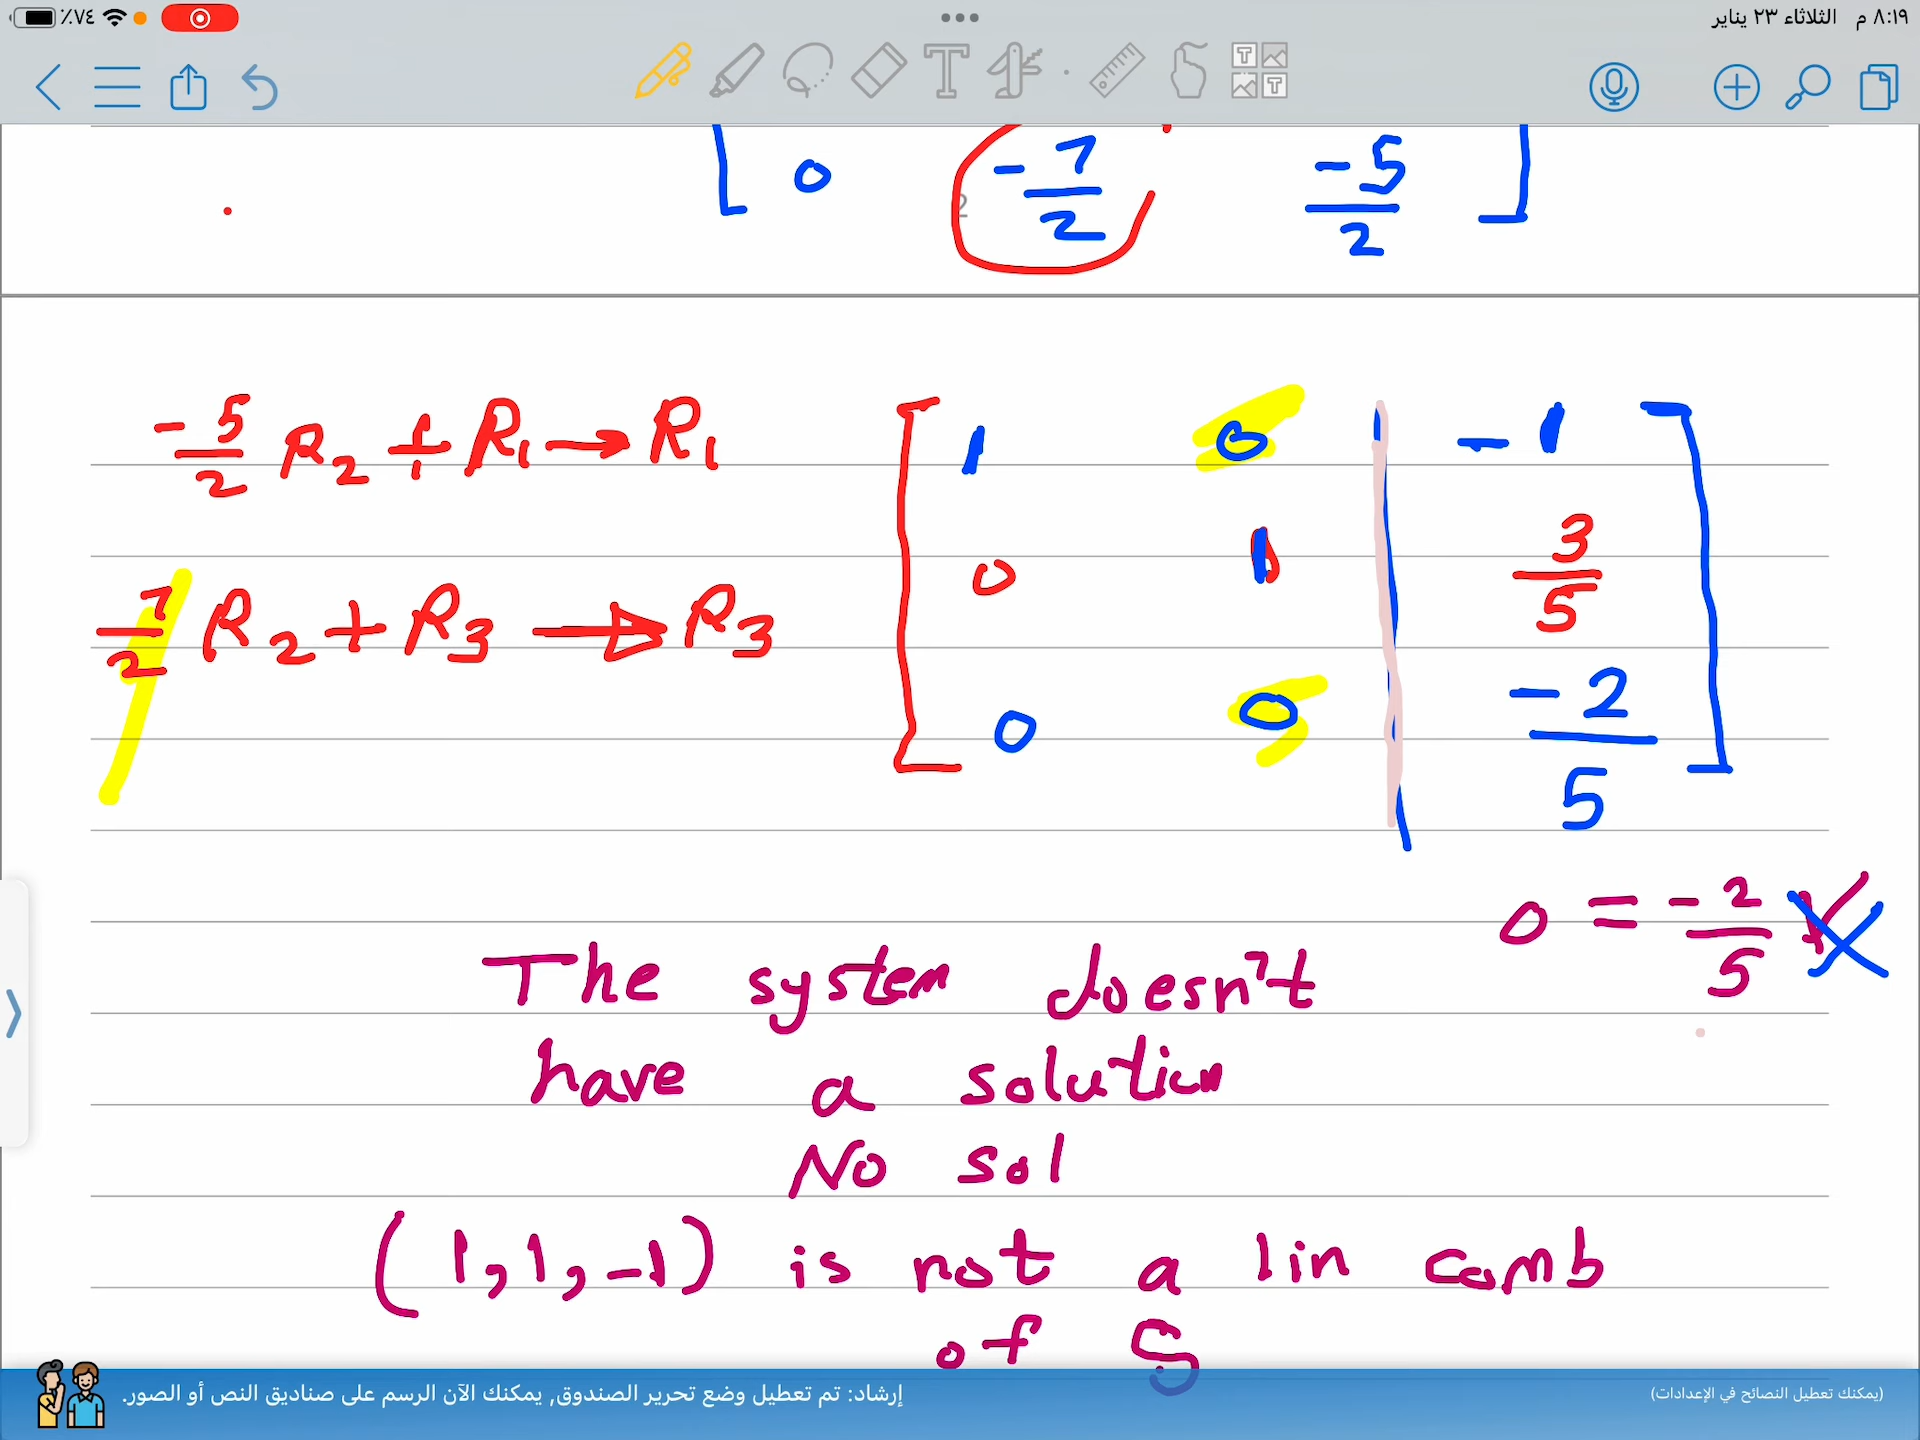 ٪٧٤
٨:١٩ م الثلاثاء ٢٣ يناير
0 -7/2 -5/2
2
-5/2 R2 + R1 → R1
7/2 R2 + R3 → R3
1 0 | -1
0 1 | 3/5
0 0 | -2/5
0 = -2/5 X
The system doesn't
have a solution
No sol
(1,1,-1) is not a lin comb
of S
إرشاد: تم تعطيل وضع تحرير الصندوق, يمكنك الآن الرسم على صناديق النص أو الصور.
(يمكنك تعطيل النصائح في الإعدادات)